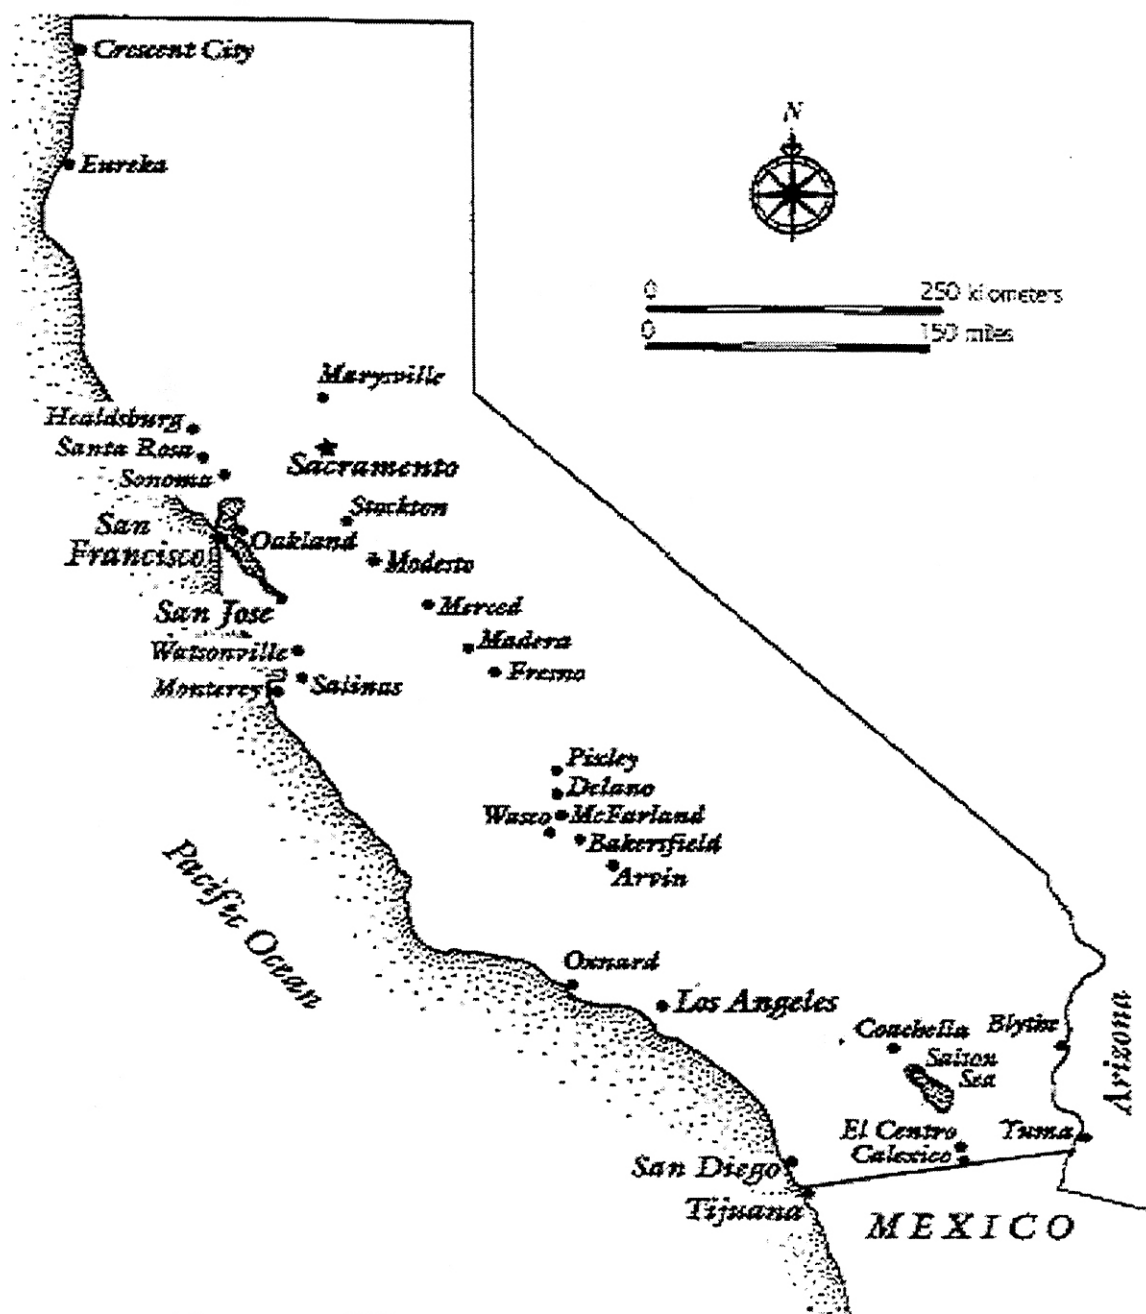 Crescent City
N
Eureka
0 250 kilometers
0 150 miles
Marysville
Healdsburg
Santa Rosa
Sonoma
Sacramento
Stockton
San
Francisco
Oakland
Modesto
San Jose
Merced
Watsonville
Madera
Monterey
Salinas
Fresno
Pixley
Delano
Wasco
McFarland
Bakersfield
Arvin
Pacific Ocean
Oxnard
Los Angeles
Coachella
Blythe
Salton
Sea
Arizona
El Centro
Yuma
Calexico
San Diego
Tijuana
MEXICO